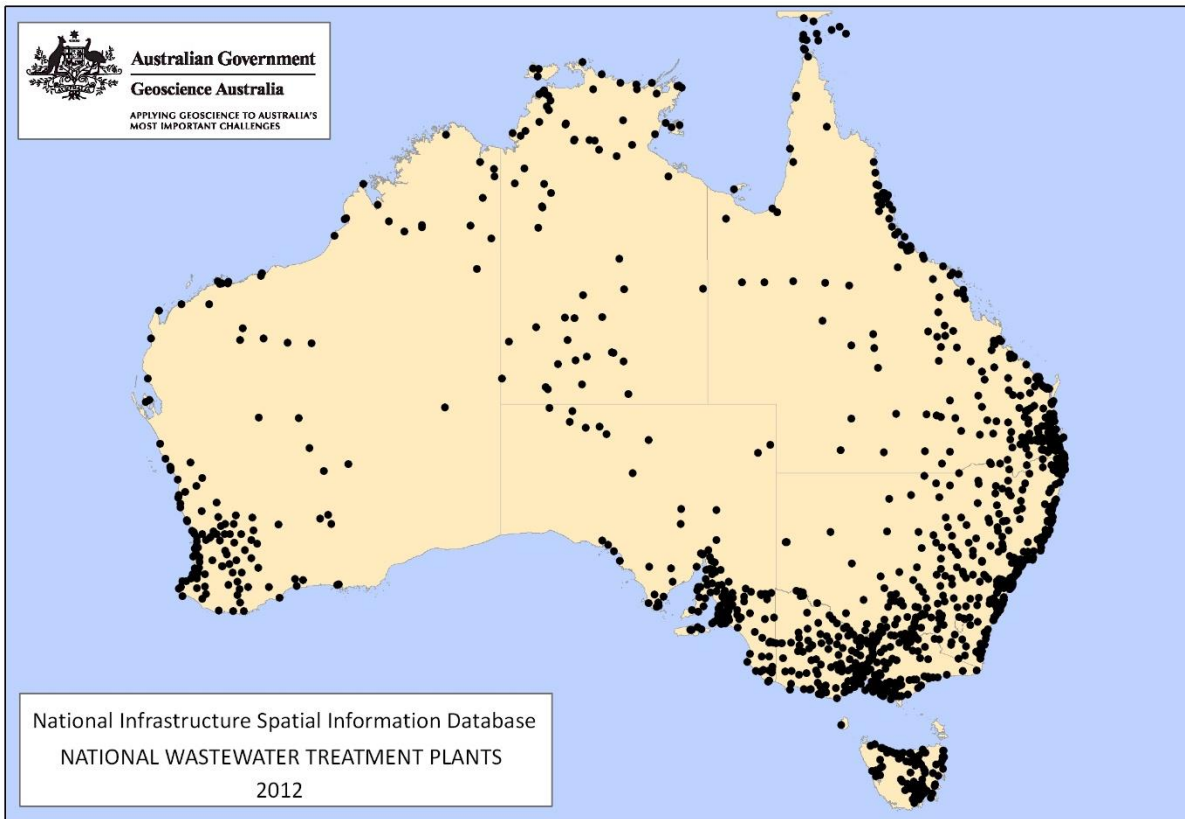 Australian Government
Geoscience Australia
APPLYING GEOSCIENCE TO AUSTRALIA'S
MOST IMPORTANT CHALLENGES
National Infrastructure Spatial Information Database
NATIONAL WASTEWATER TREATMENT PLANTS
2012